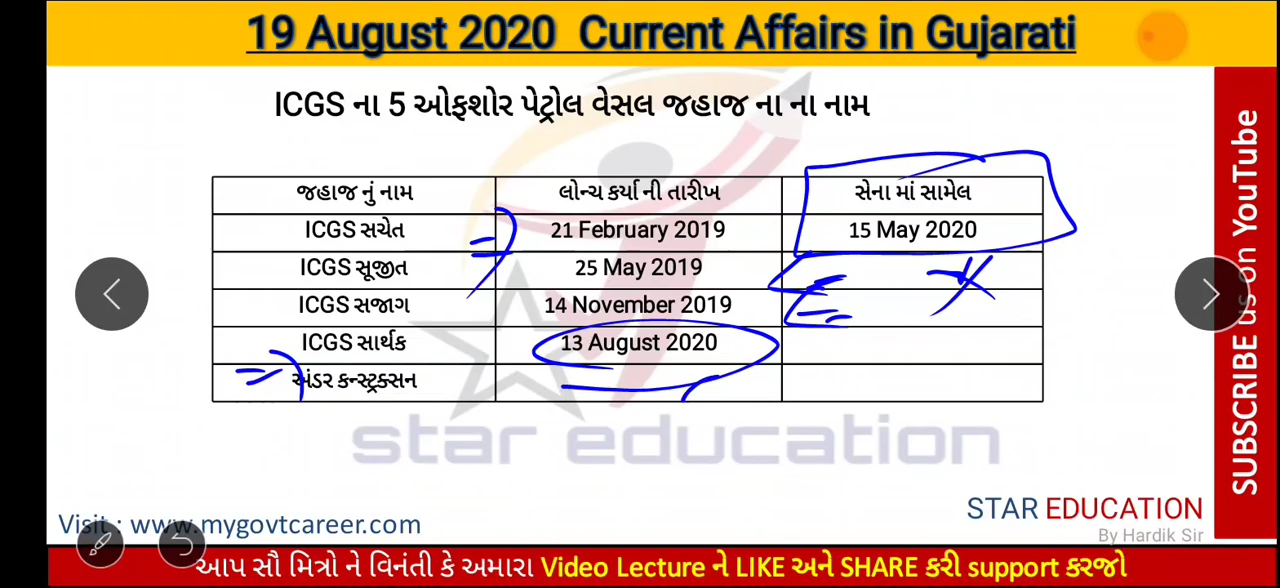 19 August 2020 Current Affairs in Gujarati
ICGS ના 5 ઓફશોર પેટ્રોલ વેસલ જહાજ ના ના નામ
જહાજ નું નામ લોન્ચ કર્યા ની તારીખ સેના માં સામેલ
ICGS સચેત 21 February 2019 15 May 2020
ICGS સૂજીત 25 May 2019
ICGS સજાગ 14 November 2019
ICGS સાર્થક 13 August 2020
અંડર કન્સ્ટ્રક્સન
star education
SUBSCRIBE us on YouTube
STAR EDUCATION
By Hardik Sir
Visit : www.mygovtcareer.com
આપ સૌ મિત્રો ને વિનંતી કે અમારા Video Lecture ને LIKE અને SHARE કરી support કરજો